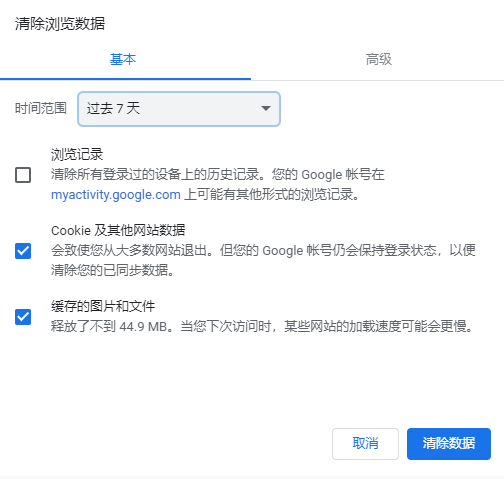 清除浏览数据
基本
高级
时间范围
过去 7 天
浏览记录
清除所有登录过的设备上的历史记录。您的 Google 帐号在
myactivity.google.com 上可能有其他形式的浏览记录。
Cookie 及其他网站数据
会致使您从大多数网站退出。但您的 Google 帐号仍会保持登录状态，以便
清除您的已同步数据。
缓存的图片和文件
释放了不到 44.9 MB。当您下次访问时，某些网站的加载速度可能会更慢。
取消
清除数据